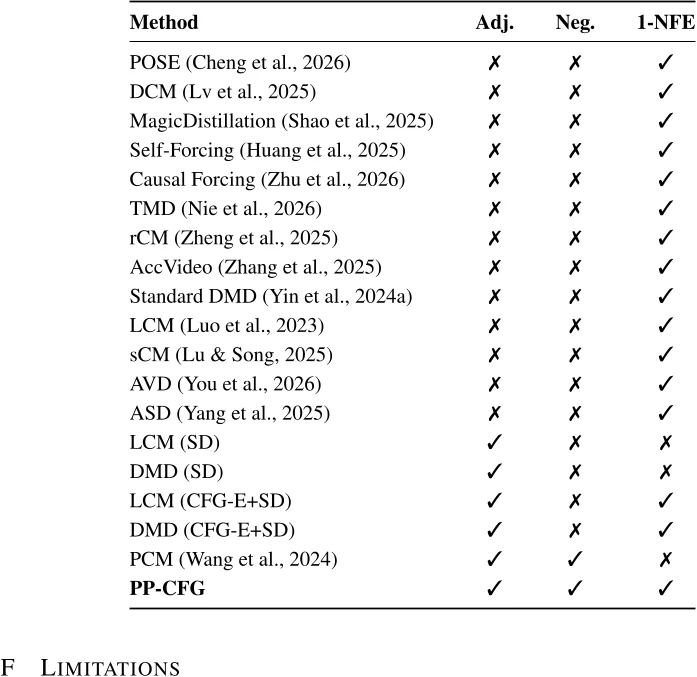 Method Adj. Neg. 1-NFE
POSE (Cheng et al., 2026) ✗ ✗ ✓
DCM (Lv et al., 2025) ✗ ✗ ✓
MagicDistillation (Shao et al., 2025) ✗ ✗ ✓
Self-Forcing (Huang et al., 2025) ✗ ✗ ✓
Causal Forcing (Zhu et al., 2026) ✗ ✗ ✓
TMD (Nie et al., 2026) ✗ ✗ ✓
rCM (Zheng et al., 2025) ✗ ✗ ✓
AccVideo (Zhang et al., 2025) ✗ ✗ ✓
Standard DMD (Yin et al., 2024a) ✗ ✗ ✓
LCM (Luo et al., 2023) ✗ ✗ ✓
sCM (Lu & Song, 2025) ✗ ✗ ✓
AVD (You et al., 2026) ✗ ✗ ✓
ASD (Yang et al., 2025) ✗ ✗ ✓
LCM (SD) ✓ ✗ ✗
DMD (SD) ✓ ✗ ✗
LCM (CFG-E+SD) ✓ ✗ ✓
DMD (CFG-E+SD) ✓ ✗ ✓
PCM (Wang et al., 2024) ✓ ✓ ✗
PP-CFG ✓ ✓ ✓
F LIMITATIONS